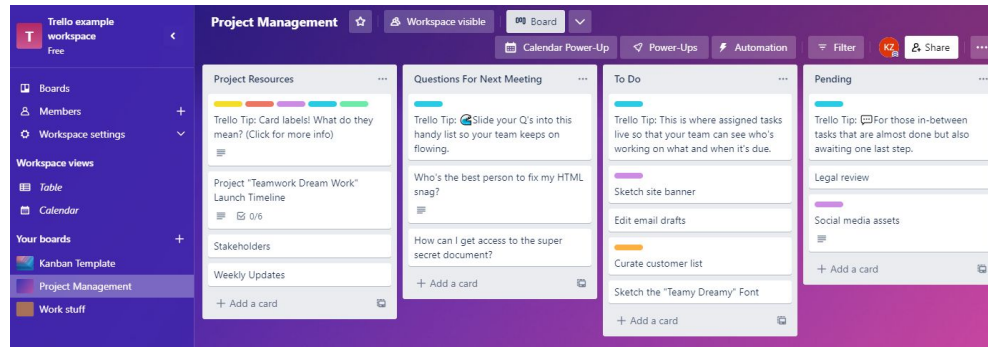 Trello example
workspace
Free
T
Boards
Members
Workspace settings
Workspace views
Table
Calendar
Your boards
Kanban Template
Project Management
Work stuff
Project Management
Workspace visible
Board
Calendar Power-Up
Power-Ups
Automation
Filter
KZ
Share
Project Resources
Trello Tip: Card labels! What do they
mean? (Click for more info)
Project "Teamwork Dream Work"
Launch Timeline
0/6
Stakeholders
Weekly Updates
+ Add a card
Questions For Next Meeting
Trello Tip: 🌊Slide your Q's into this
handy list so your team keeps on
flowing.
Who's the best person to fix my HTML
snag?
How can I get access to the super
secret document?
+ Add a card
To Do
Trello Tip: This is where assigned tasks
live so that your team can see who's
working on what and when it's due.
Sketch site banner
Edit email drafts
Curate customer list
Sketch the "Teamy Dreamy" Font
+ Add a card
Pending
Trello Tip: 💬For those in-between
tasks that are almost done but also
awaiting one last step.
Legal review
Social media assets
+ Add a card